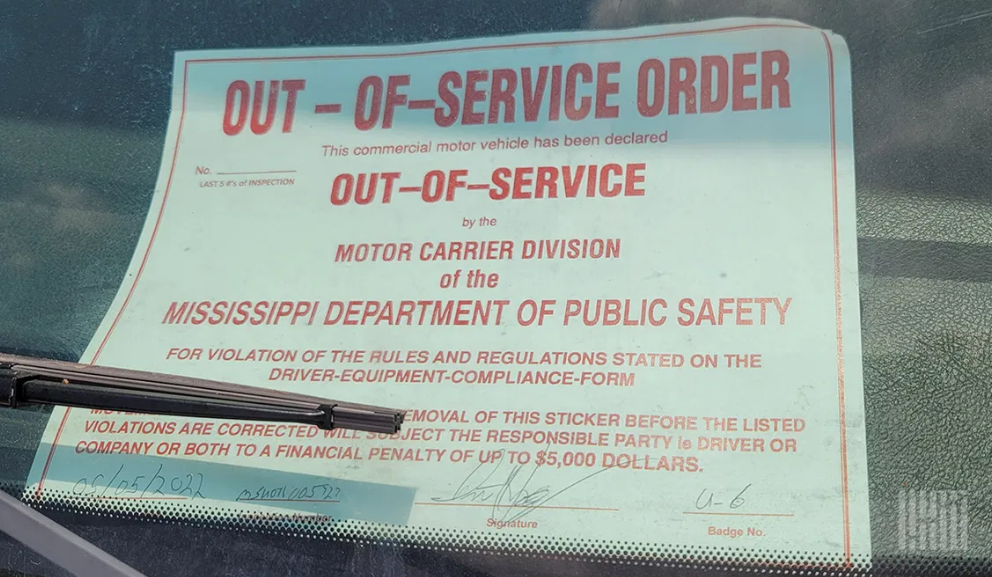 OUT – OF–SERVICE ORDER
This commercial motor vehicle has been declared
No.
LAST 5 #'s of INSPECTION
OUT–OF–SERVICE
by the
MOTOR CARRIER DIVISION
of the
MISSISSIPPI DEPARTMENT OF PUBLIC SAFETY
FOR VIOLATION OF THE RULES AND REGULATIONS STATED ON THE
DRIVER-EQUIPMENT-COMPLIANCE-FORM
EMOVAL OF THIS STICKER BEFORE THE LISTED
VIOLATIONS ARE CORRECTED WILL SUBJECT THE RESPONSIBLE PARTY ie DRIVER OR
COMPANY OR BOTH TO A FINANCIAL PENALTY OF UP TO $5,000 DOLLARS.
05/05/2022 U-6
Signature
Badge No.